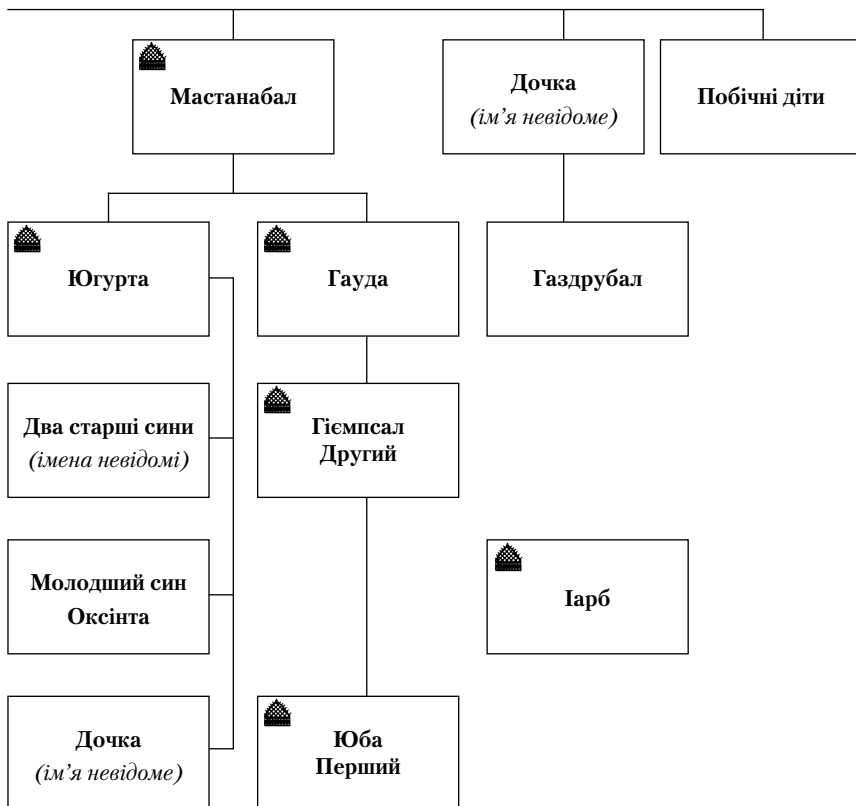 Мастанабал
Дочка
(ім’я невідоме)
Побічні діти
Югурта
Гауда
Газдрубал
Два старші сини
(імена невідомі)
Гіємпсал
Другий
Молодший син
Оксінта
Іарб
Дочка
(ім’я невідоме)
Юба
Перший